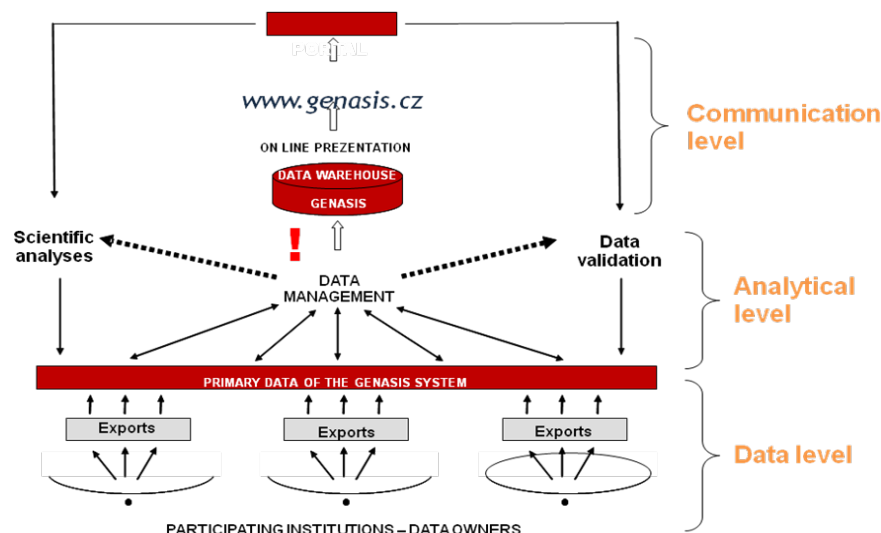 PORTAL
www.genasis.cz
Communication
level
ON LINE PREZENTATION
DATA WAREHOUSE
GENASIS
!
Scientific
analyses
Data
validation
DATA
MANAGEMENT
Analytical
level
PRIMARY DATA OF THE GENASIS SYSTEM
Exports
Exports
Exports
Data level
PARTICIPATING INSTITUTIONS – DATA OWNERS